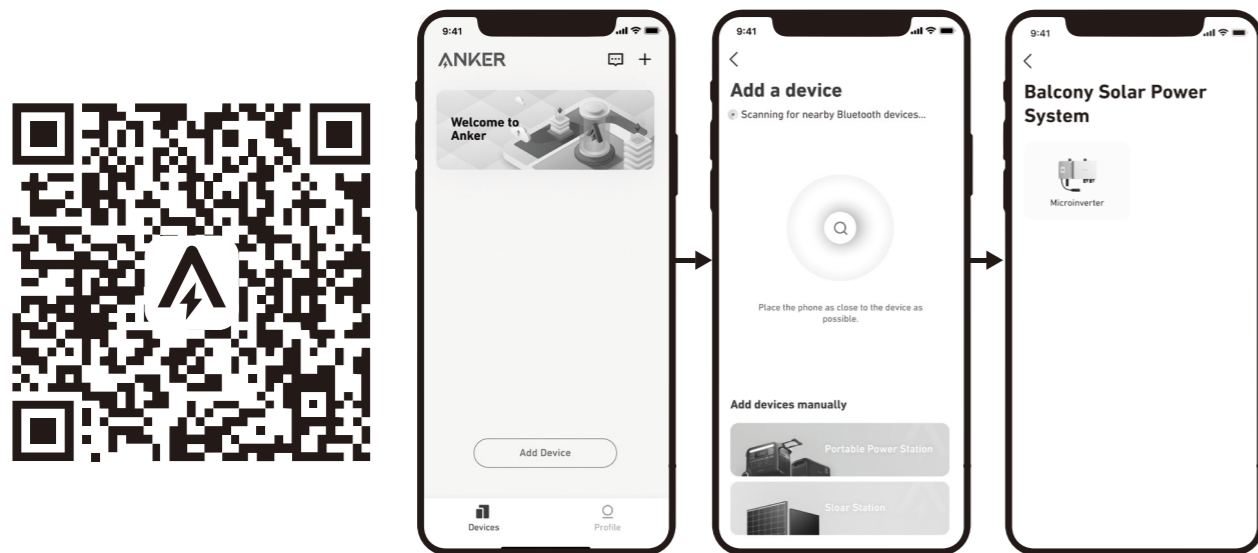 9:41
ANKER
Welcome to
Anker
Add Device
Devices
Profile
9:41
Add a device
Scanning for nearby Bluetooth devices...
Place the phone as close to the device as
possible.
Add devices manually
Portable Power Station
Sloar Station
9:41
Balcony Solar Power
System
Microinverter